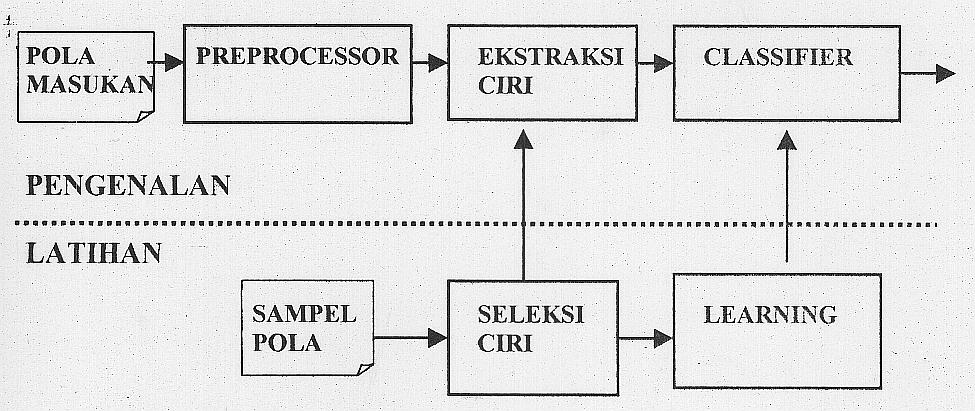 POLA
MASUKAN
PREPROCESSOR
EKSTRAKSI
CIRI
CLASSIFIER
PENGENALAN
LATIHAN
SAMPEL
POLA
SELEKSI
CIRI
LEARNING